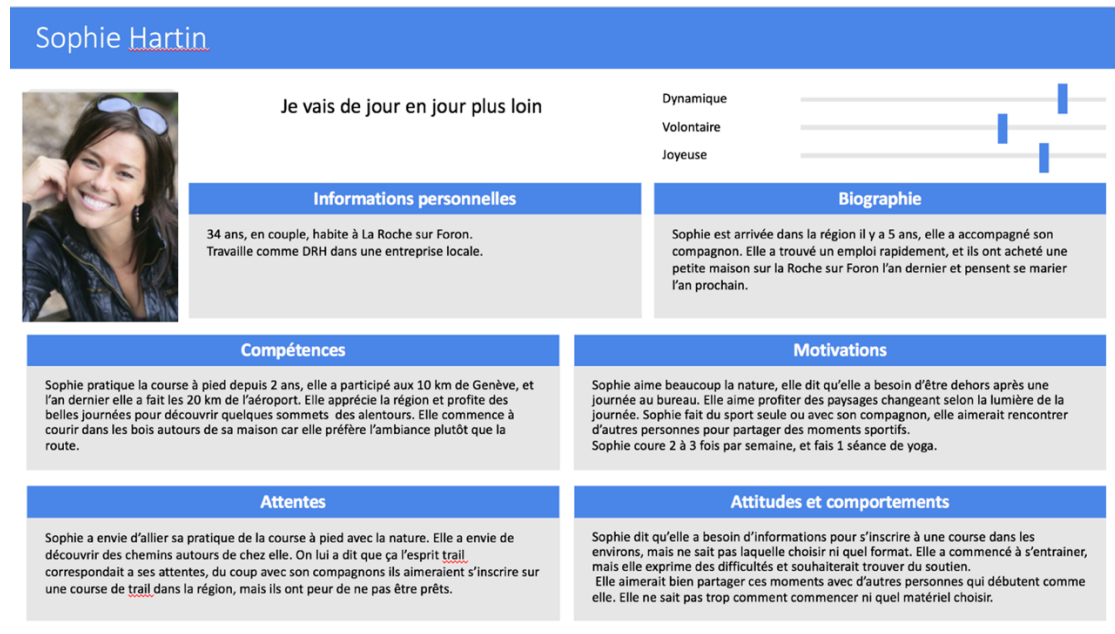 Sophie Hartin
Je vais de jour en jour plus loin
Dynamique
Volontaire
Joyeuse
Informations personnelles
34 ans, en couple, habite à La Roche sur Foron.
Travaille comme DRH dans une entreprise locale.
Biographie
Sophie est arrivée dans la région il y a 5 ans, elle a accompagné son
compagnon. Elle a trouvé un emploi rapidement, et ils ont acheté une
petite maison sur la Roche sur Foron l'an dernier et pensent se marier
l'an prochain.
Compétences
Sophie pratique la course à pied depuis 2 ans, elle a participé aux 10 km de Genève, et
l'an dernier elle a fait les 20 km de l'aéroport. Elle apprécie la région et profite des
belles journées pour découvrir quelques sommets des alentours. Elle commence à
courir dans les bois autours de sa maison car elle préfère l'ambiance plutôt que la
route.
Motivations
Sophie aime beaucoup la nature, elle dit qu'elle a besoin d'être dehors après une
journée au bureau. Elle aime profiter des paysages changeant selon la lumière de la
journée. Sophie fait du sport seule ou avec son compagnon, elle aimerait rencontrer
d'autres personnes pour partager des moments sportifs.
Sophie coure 2 à 3 fois par semaine, et fais 1 séance de yoga.
Attentes
Sophie a envie d'allier sa pratique de la course à pied avec la nature. Elle a envie de
découvrir des chemins autours de chez elle. On lui a dit que ça l'esprit trail
correspondait a ses attentes, du coup avec son compagnons ils aimeraient s'inscrire sur
une course de trail dans la région, mais ils ont peur de ne pas être prêts.
Attitudes et comportements
Sophie dit qu'elle a besoin d'informations pour s'inscrire à une course dans les
environs, mais ne sait pas laquelle choisir ni quel format. Elle a commencé à s'entrainer,
mais elle exprime des difficultés et souhaiterait trouver du soutien.
Elle aimerait bien partager ces moments avec d'autres personnes qui débutent comme
elle. Elle ne sait pas trop comment commencer ni quel matériel choisir.